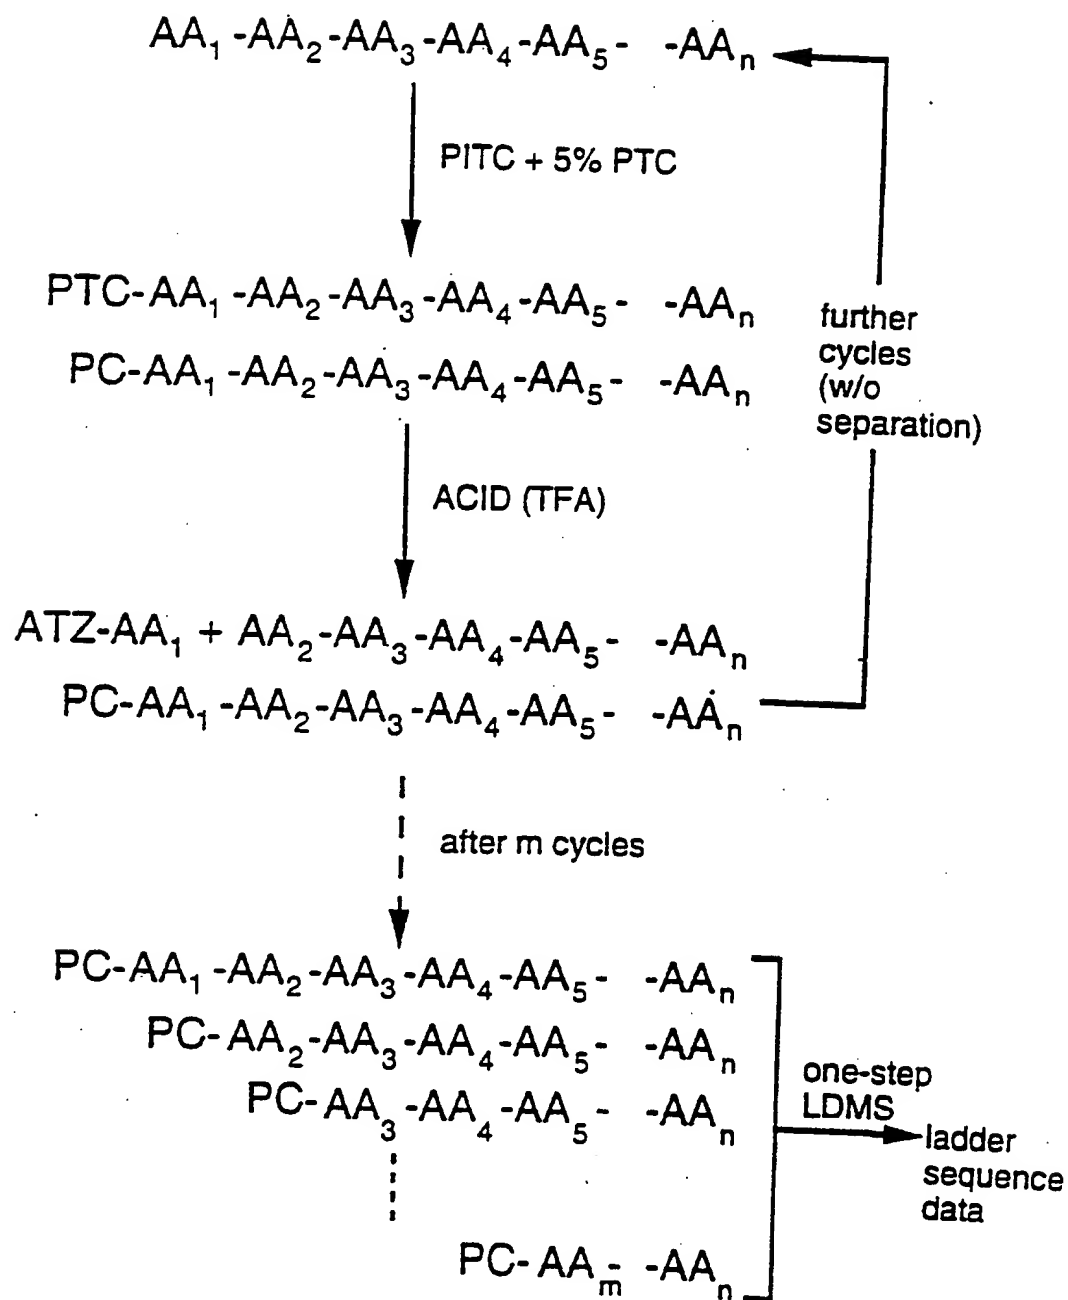 AA₁ -AA₂-AA₃-AA₄-AA₅- -AAₙ
PITC + 5% PTC
PTC-AA₁ -AA₂-AA₃-AA₄-AA₅- -AAₙ
PC-AA₁ -AA₂-AA₃-AA₄-AA₅- -AAₙ
further
cycles
(w/o
separation)
ACID (TFA)
ATZ-AA₁ + AA₂-AA₃-AA₄-AA₅- -AAₙ
PC-AA₁ -AA₂-AA₃-AA₄-AA₅- -AAₙ
after m cycles
PC-AA₁ -AA₂-AA₃-AA₄-AA₅- -AAₙ
PC-AA₂-AA₃-AA₄-AA₅- -AAₙ
PC-AA₃ -AA₄ -AA₅- -AAₙ
PC- AAₘ- -AAₙ
one-step
LDMS
ladder
sequence
data